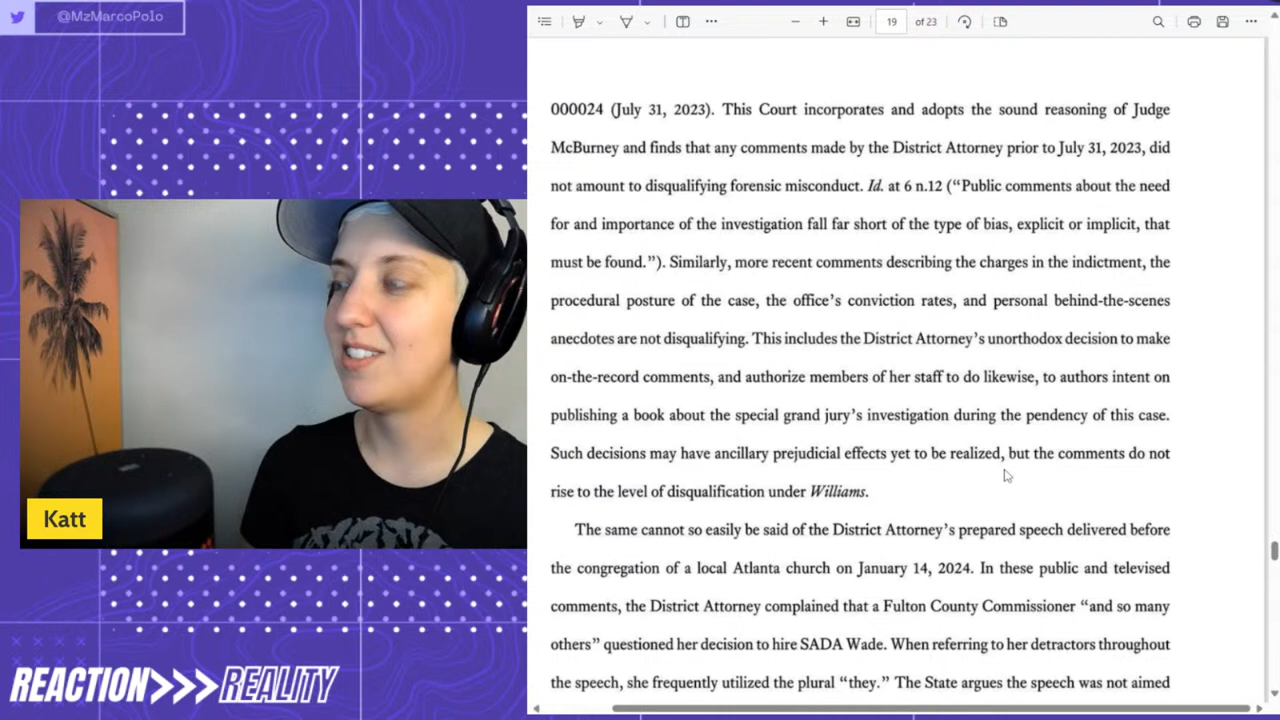 @MzMarcoPolo
19 of 23
000024 (July 31, 2023). This Court incorporates and adopts the sound reasoning of Judge
McBurney and finds that any comments made by the District Attorney prior to July 31, 2023, did
not amount to disqualifying forensic misconduct. Id. at 6 n.12 (“Public comments about the need
for and importance of the investigation fall far short of the type of bias, explicit or implicit, that
must be found.”). Similarly, more recent comments describing the charges in the indictment, the
procedural posture of the case, the office’s conviction rates, and personal behind-the-scenes
anecdotes are not disqualifying. This includes the District Attorney’s unorthodox decision to make
on-the-record comments, and authorize members of her staff to do likewise, to authors intent on
publishing a book about the special grand jury’s investigation during the pendency of this case.
Such decisions may have ancillary prejudicial effects yet to be realized, but the comments do not
rise to the level of disqualification under Williams.
The same cannot so easily be said of the District Attorney’s prepared speech delivered before
the congregation of a local Atlanta church on January 14, 2024. In these public and televised
comments, the District Attorney complained that a Fulton County Commissioner “and so many
others” questioned her decision to hire SADA Wade. When referring to her detractors throughout
the speech, she frequently utilized the plural “they.” The State argues the speech was not aimed
Katt
REACTION>>>REALITY